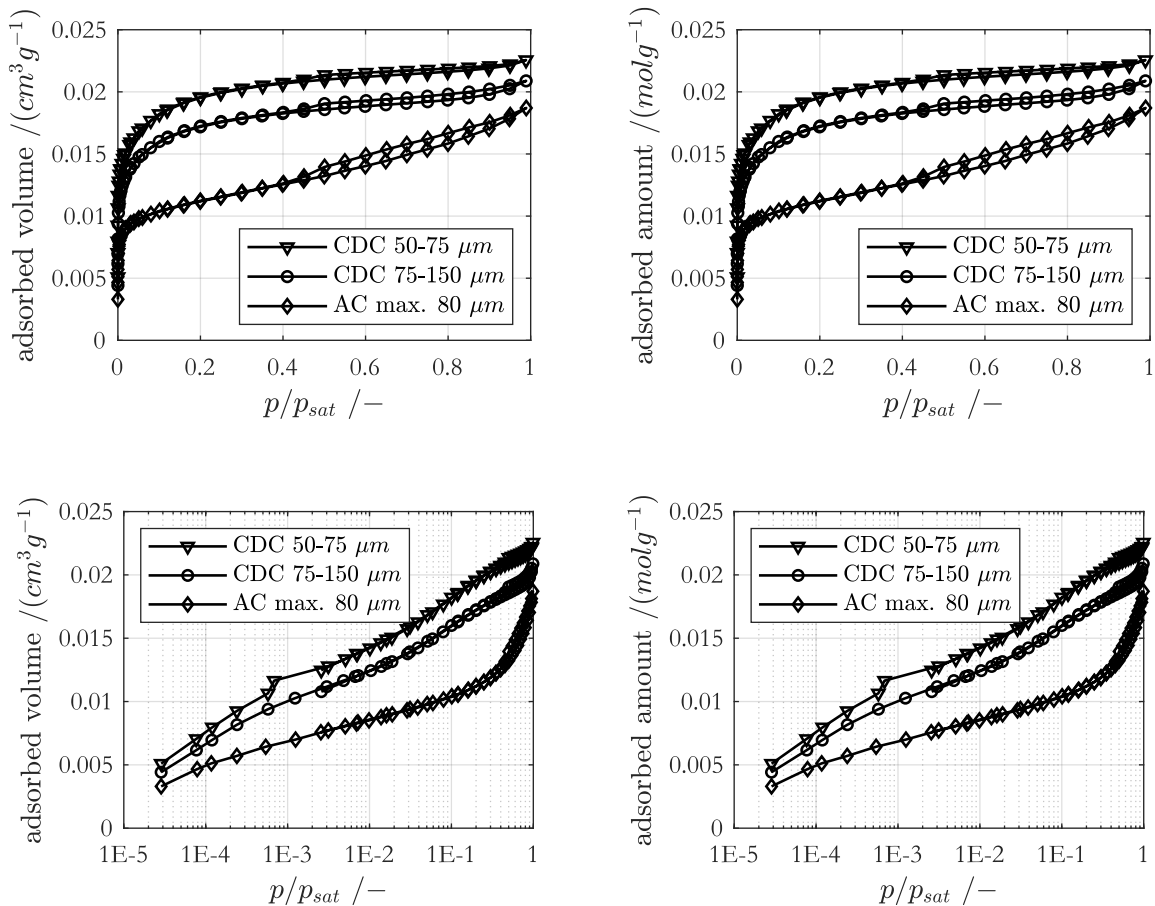 adsorbed volume /(cm³g⁻¹)
0.025
0.02
0.015
0.01
0.005
0
CDC 50-75 μm
CDC 75-150 μm
AC max. 80 μm
0 0.2 0.4 0.6 0.8 1
p/p_sat /−
adsorbed amount /(molg⁻¹)
0.025
0.02
0.015
0.01
0.005
0
CDC 50-75 μm
CDC 75-150 μm
AC max. 80 μm
0 0.2 0.4 0.6 0.8 1
p/p_sat /−
adsorbed volume /(cm³g⁻¹)
0.025
0.02
0.015
0.01
0.005
0
CDC 50-75 μm
CDC 75-150 μm
AC max. 80 μm
1E-5 1E-4 1E-3 1E-2 1E-1 1
p/p_sat /−
adsorbed amount /(molg⁻¹)
0.025
0.02
0.015
0.01
0.005
0
CDC 50-75 μm
CDC 75-150 μm
AC max. 80 μm
1E-5 1E-4 1E-3 1E-2 1E-1 1
p/p_sat /−